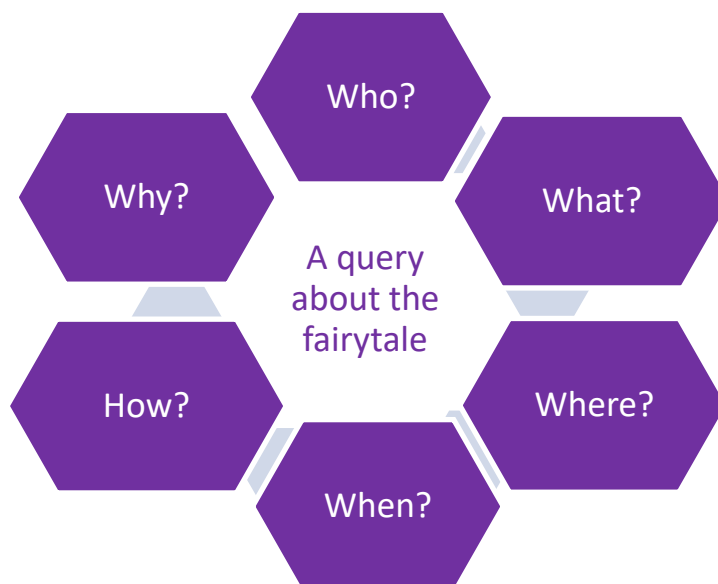 Who?
What?
Where?
When?
How?
Why?
A query
about the
fairytale